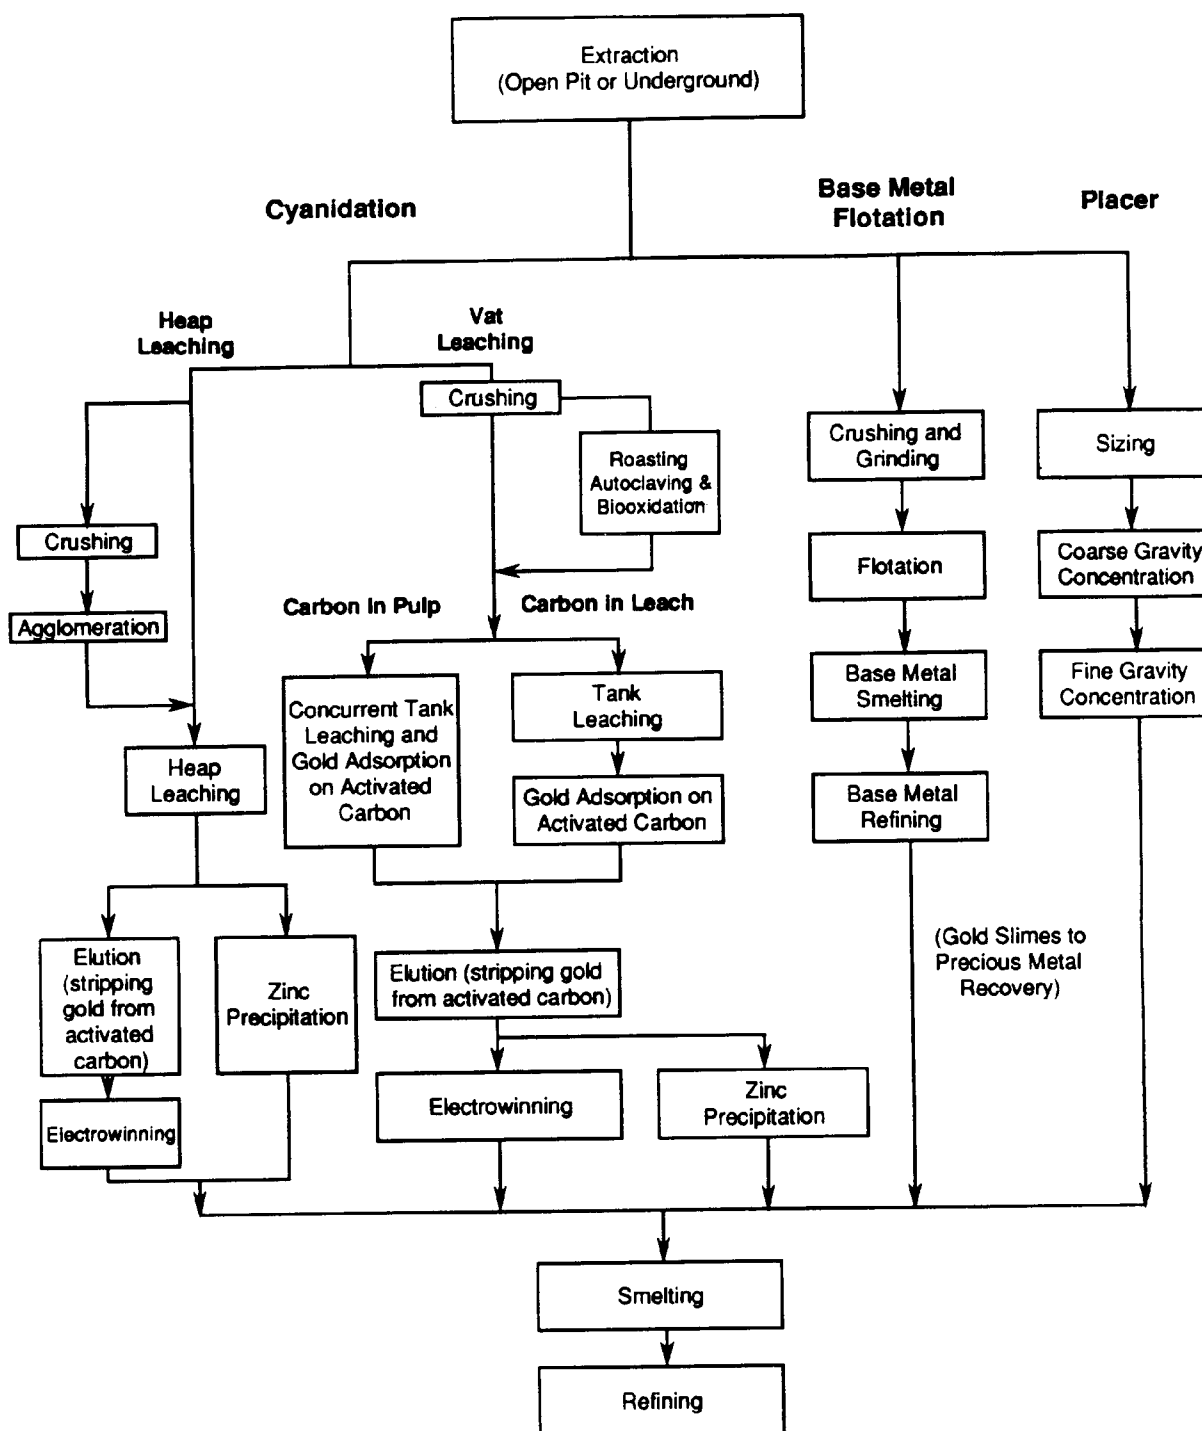 Extraction
(Open Pit or Underground)
Cyanidation
Base Metal
Flotation
Placer
Heap
Leaching
Vat
Leaching
Crushing
Roasting
Autoclaving &
Biooxidation
Crushing and
Grinding
Sizing
Crushing
Agglomeration
Flotation
Coarse Gravity
Concentration
Carbon in Pulp
Carbon in Leach
Concurrent Tank
Leaching and
Gold Adsorption
on Activated
Carbon
Tank
Leaching
Base Metal
Smelting
Fine Gravity
Concentration
Heap
Leaching
Gold Adsorption on
Activated Carbon
Base Metal
Refining
Elution
(stripping
gold from
activated
carbon)
Zinc
Precipitation
Elution (stripping gold
from activated carbon)
(Gold Slimes to
Precious Metal
Recovery)
Electrowinning
Electrowinning
Zinc
Precipitation
Smelting
Refining